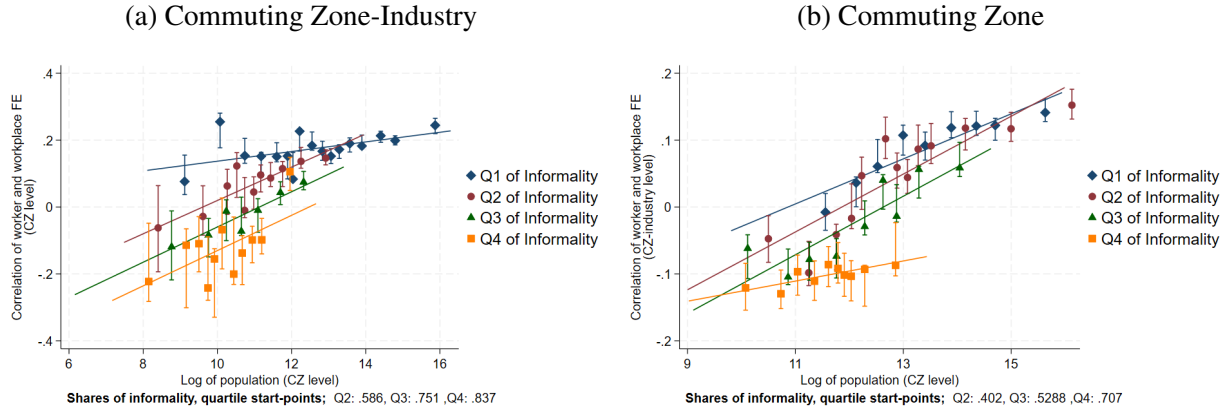 (a) Commuting Zone-Industry
(b) Commuting Zone
Correlation of worker and workplace FE
(CZ level)
.4
.2
0
-.2
-.4
6
8
10
12
14
16
Log of population (CZ level)
Q1 of Informality
Q2 of Informality
Q3 of Informality
Q4 of Informality
Shares of informality, quartile start-points; Q2: .586, Q3: .751 ,Q4: .837
Correlation of worker and workplace FE
(CZ-industry level)
.2
.1
0
-.1
-.2
9
11
13
15
Log of population (CZ level)
Q1 of Informality
Q2 of Informality
Q3 of Informality
Q4 of Informality
Shares of informality, quartile start-points; Q2: .402, Q3: .5288 ,Q4: .707